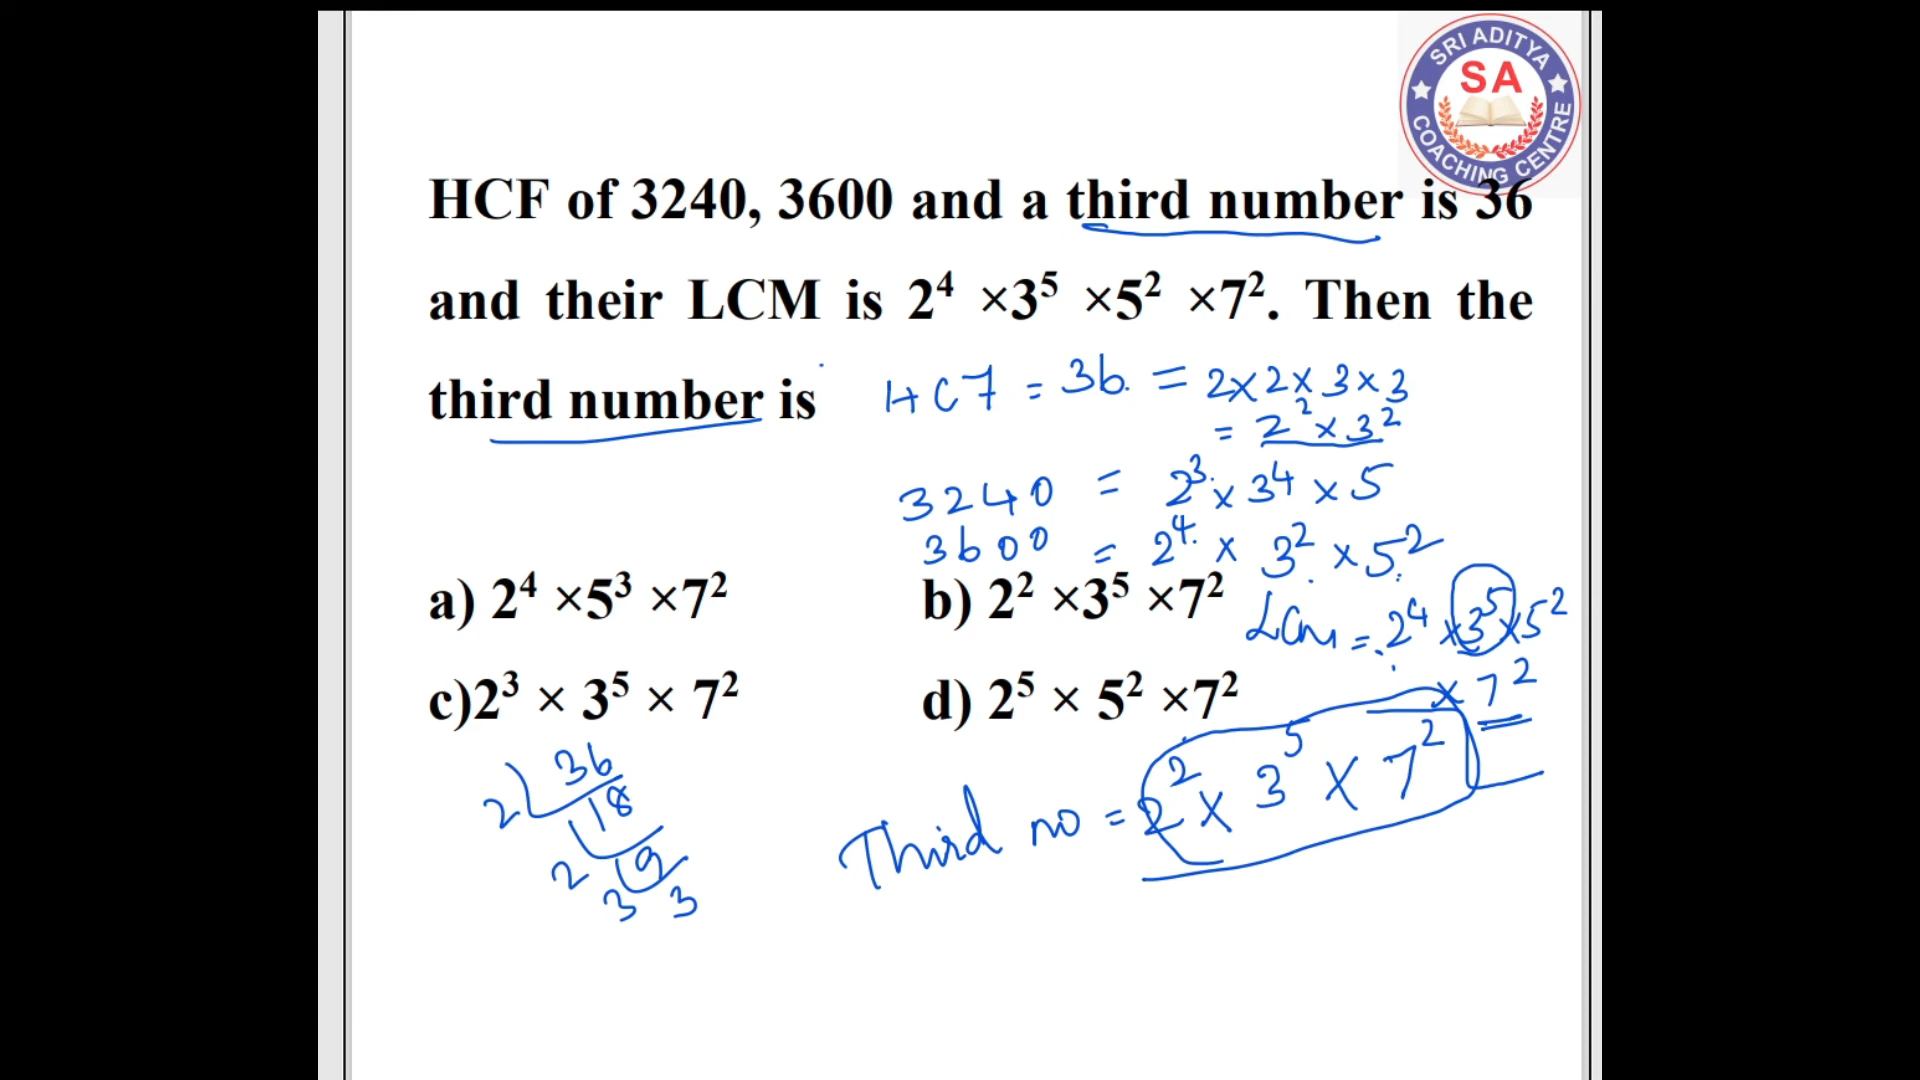 SRI ADITYA
SA
COACHING CENTRE
HCF of 3240, 3600 and a third number is 36
and their LCM is 2⁴ ×3⁵ ×5² ×7². Then the
third number is
HCF = 36 = 2×2×3×3
= 2² × 3²
3240 = 2³ × 3⁴ × 5
3600 = 2⁴ × 3² × 5²
a) 2⁴ ×5³ ×7² b) 2² ×3⁵ ×7²
LCM = 2⁴ ×3⁵×5²
× 7²
c)2³ × 3⁵ × 7² d) 2⁵ × 5² ×7²
2 36
18
2 9
3 3
Third no = 2² × 3⁵ × 7²